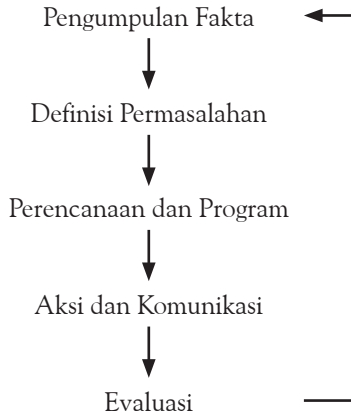 Pengumpulan Fakta
Definisi Permasalahan
Perencanaan dan Program
Aksi dan Komunikasi
Evaluasi